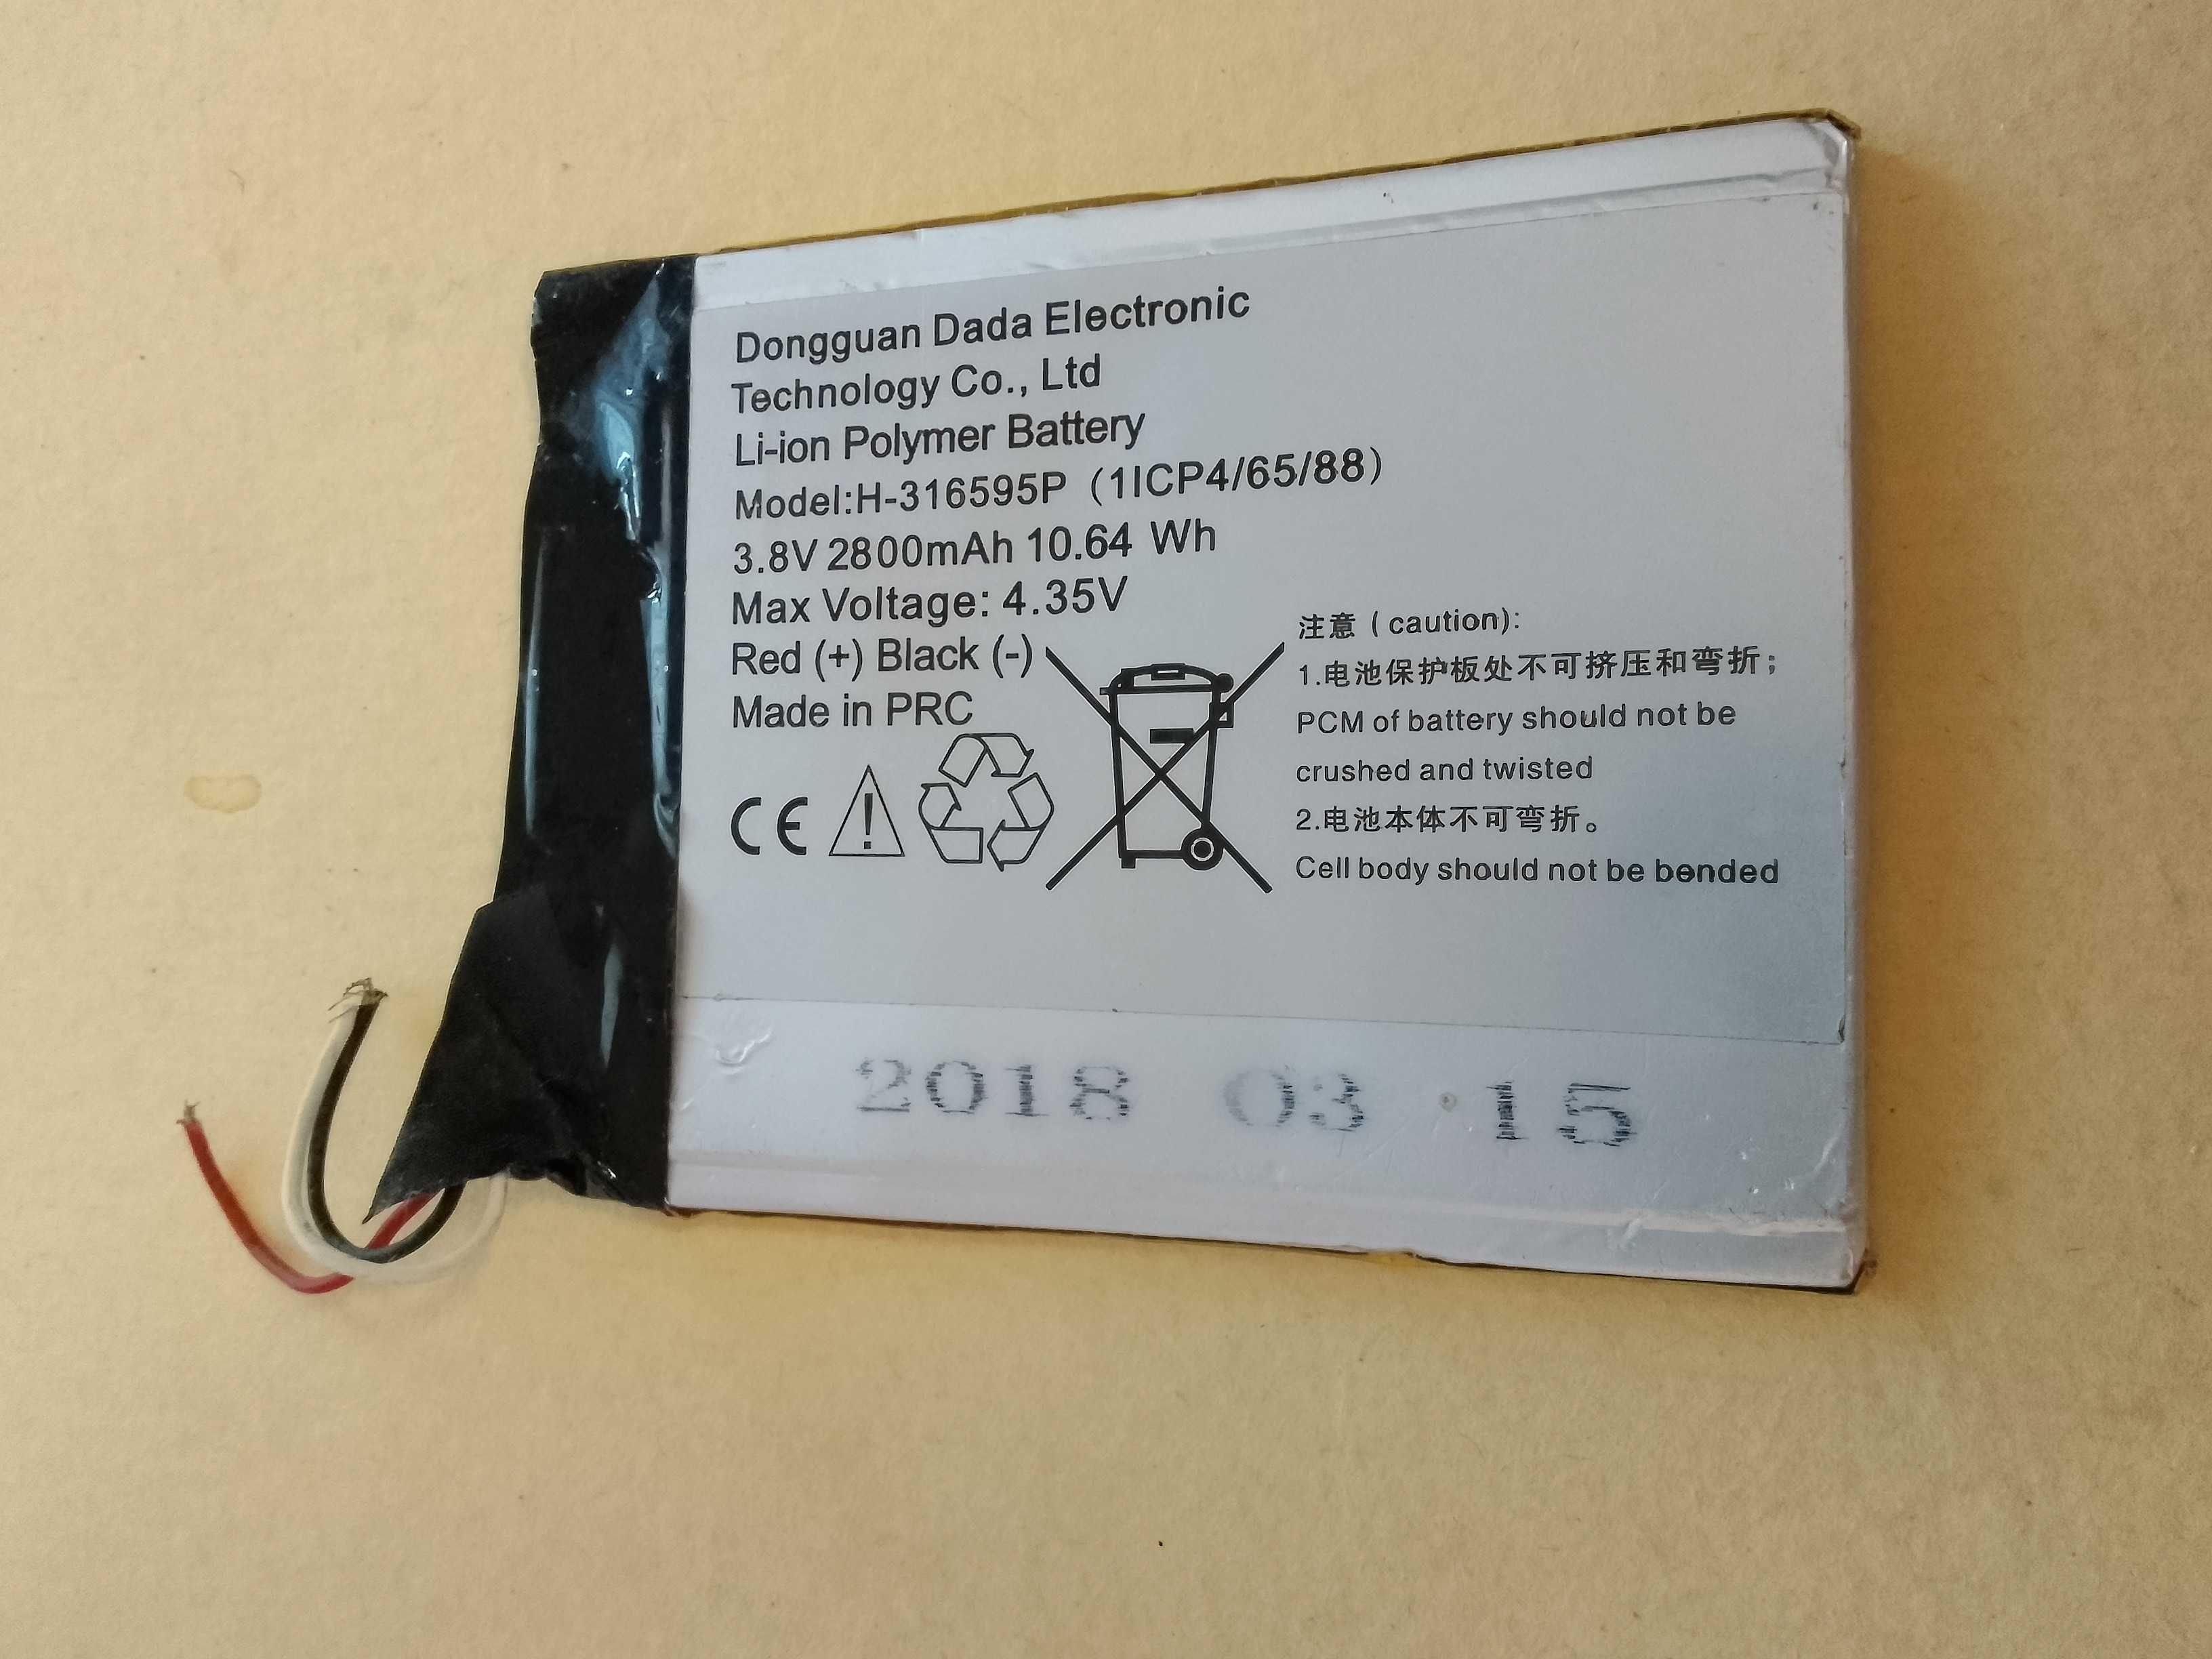 Dongguan Dada Electronic
Technology Co., Ltd
Li-ion Polymer Battery
Model:H-316595P（1ICP4/65/88）
3.8V 2800mAh 10.64 Wh
Max Voltage: 4.35V
Red (+) Black (-)
Made in PRC
CE
注意（caution):
1.电池保护板处不可挤压和弯折；
PCM of battery should not be
crushed and twisted
2.电池本体不可弯折。
Cell body should not be bended
2018 03 15